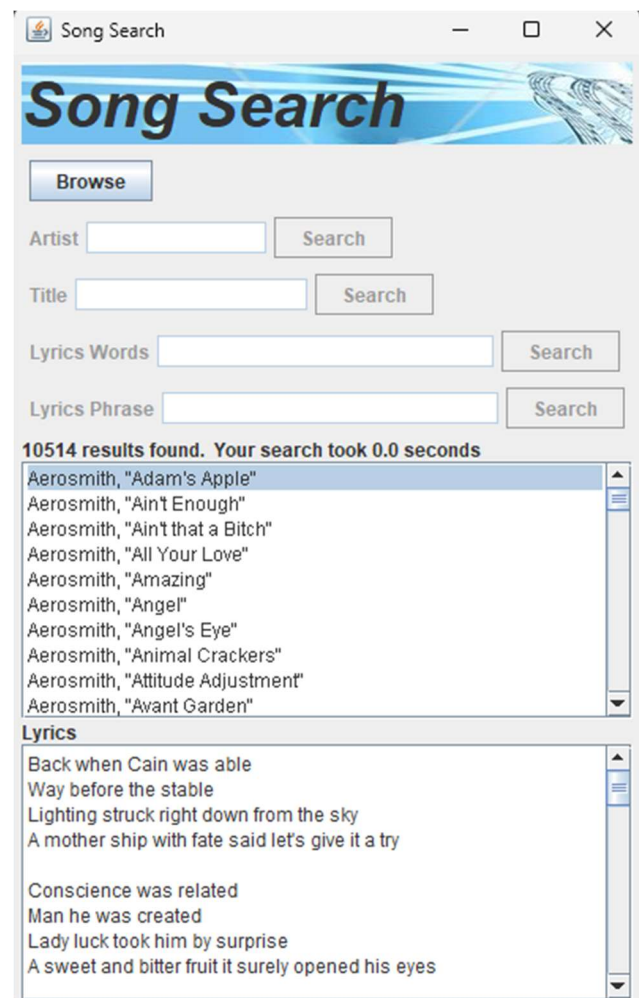 Song Search
Song Search
Browse
Artist Search
Title Search
Lyrics Words Search
Lyrics Phrase Search
10514 results found.  Your search took 0.0 seconds
Aerosmith, "Adam's Apple"
Aerosmith, "Ain't Enough"
Aerosmith, "Ain't that a Bitch"
Aerosmith, "All Your Love"
Aerosmith, "Amazing"
Aerosmith, "Angel"
Aerosmith, "Angel's Eye"
Aerosmith, "Animal Crackers"
Aerosmith, "Attitude Adjustment"
Aerosmith, "Avant Garden"
Lyrics
Back when Cain was able
Way before the stable
Lighting struck right down from the sky
A mother ship with fate said let's give it a try
Conscience was related
Man he was created
Lady luck took him by surprise
A sweet and bitter fruit it surely opened his eyes